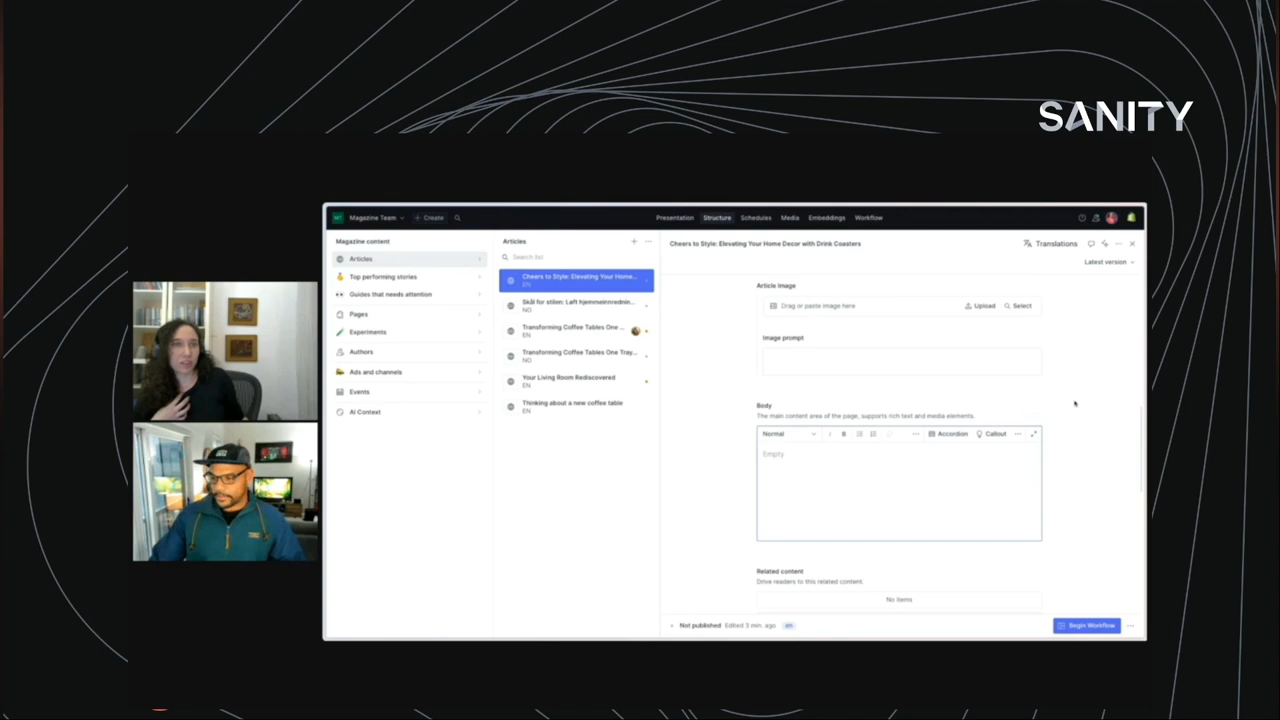 SANITY
MT Magazine Team + Create
Presentation Structure Schedules Media Embeddings Workflow
Magazine content
Articles
Top performing stories
Guides that needs attention
Pages
Experiments
Authors
Ads and channels
Events
AI Context
Articles
Search list
Cheers to Style: Elevating Your Home...
EN
Skål for stilen: Løft hjemmeinnrednin...
NO
Transforming Coffee Tables One ...
EN
Transforming Coffee Tables One Tray...
NO
Your Living Room Rediscovered
EN
Thinking about a new coffee table
EN
Cheers to Style: Elevating Your Home Decor with Drink Coasters
Translations
Latest version
Article Image
Drag or paste image here Upload Select
Image prompt
Body
The main content area of the page, supports rich text and media elements.
Normal I B Accordion Callout
Empty
Related content
Drive readers to this related content.
No items
Not published Edited 3 min. ago en
Begin Workflow